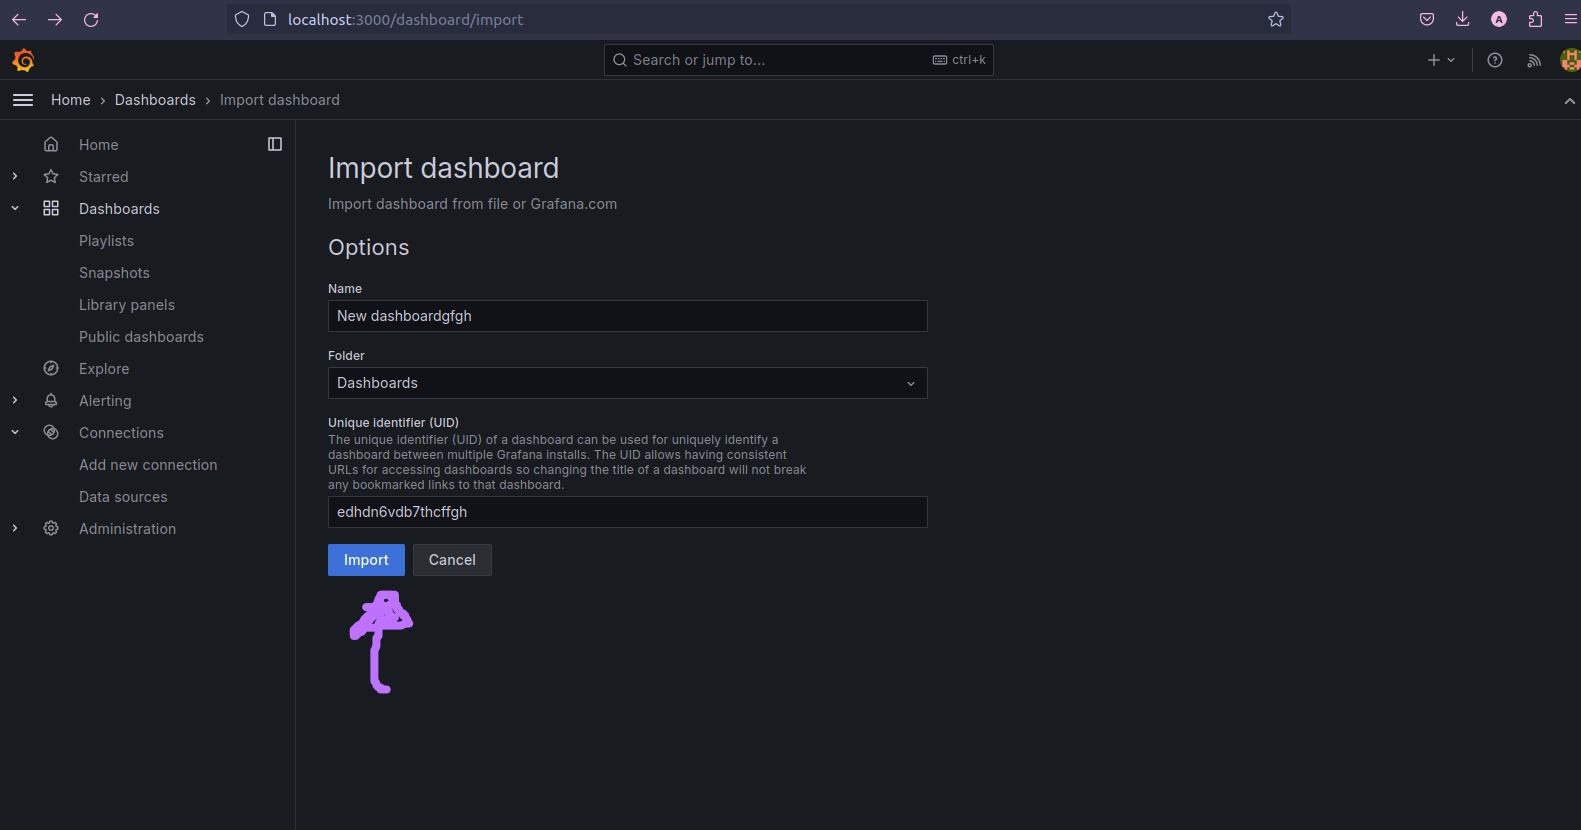 localhost:3000/dashboard/import
A
Search or jump to...
ctrl+k
Home › Dashboards › Import dashboard
Home
Starred
Dashboards
Playlists
Snapshots
Library panels
Public dashboards
Explore
Alerting
Connections
Add new connection
Data sources
Administration
Import dashboard
Import dashboard from file or Grafana.com
Options
Name
New dashboardgfgh
Folder
Dashboards
Unique identifier (UID)
The unique identifier (UID) of a dashboard can be used for uniquely identify a
dashboard between multiple Grafana installs. The UID allows having consistent
URLs for accessing dashboards so changing the title of a dashboard will not break
any bookmarked links to that dashboard.
edhdn6vdb7thcffgh
Import
Cancel